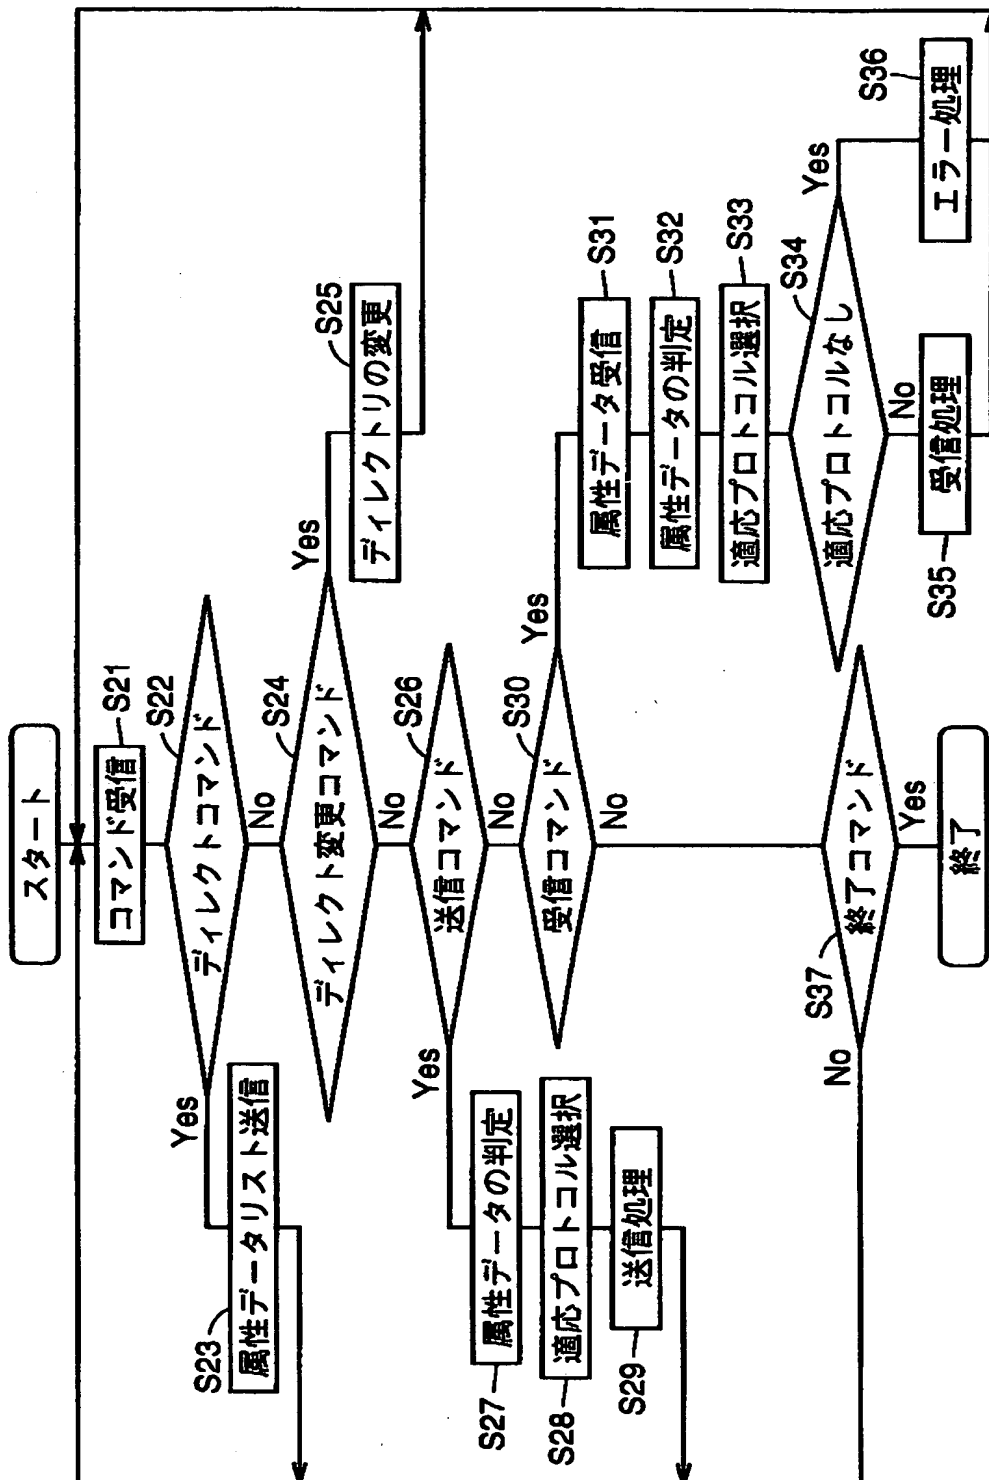 スタート
コマンド受信
S21
ディレクトコマンド
S22
Yes
No
属性データリスト送信
S23
ディレクト変更コマンド
S24
Yes
No
ディレクトリの変更
S25
送信コマンド
S26
Yes
No
属性データの判定
S27
適応プロトコル選択
S28
送信処理
S29
受信コマンド
S30
Yes
No
属性データ受信
S31
属性データの判定
S32
適応プロトコル選択
S33
適応プロトコルなし
S34
Yes
No
受信処理
S35
エラー処理
S36
終了コマンド
S37
No
Yes
終了